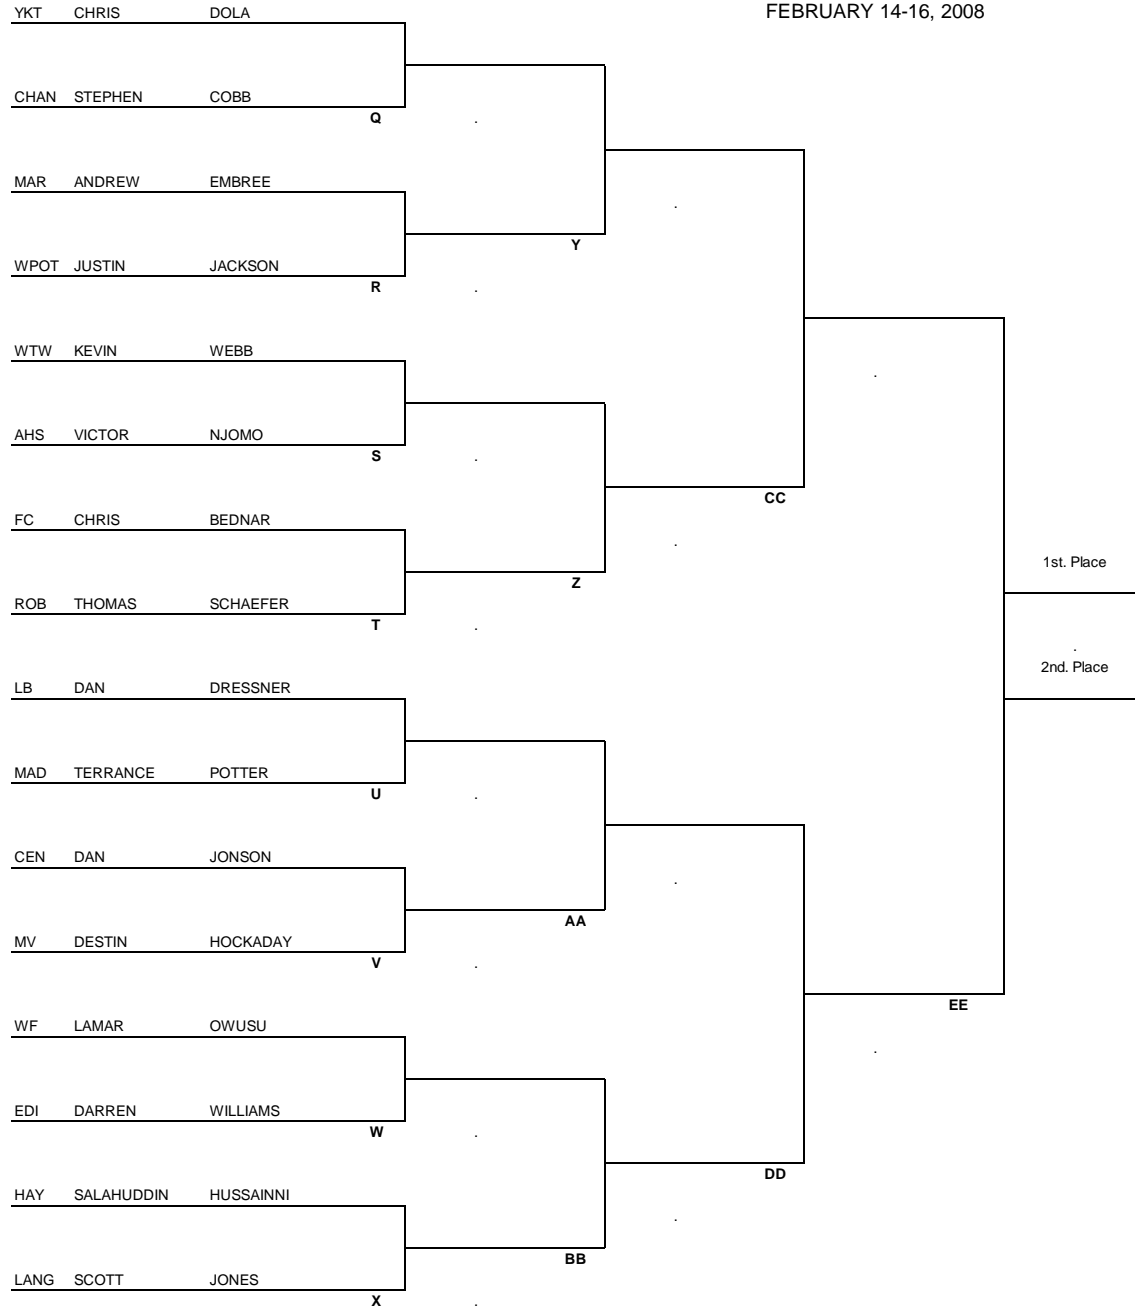 YKT CHRIS DOLA
FEBRUARY 14-16, 2008
CHAN STEPHEN COBB
Q
.
MAR ANDREW EMBREE
.
Y
WPOT JUSTIN JACKSON
R
.
WTW KEVIN WEBB
.
AHS VICTOR NJOMO
S
.
CC
FC CHRIS BEDNAR
.
1st. Place
Z
ROB THOMAS SCHAEFER
T
.
.
2nd. Place
LB DAN DRESSNER
MAD TERRANCE POTTER
U
.
CEN DAN JONSON
.
AA
MV DESTIN HOCKADAY
V
.
EE
WF LAMAR OWUSU
.
EDI DARREN WILLIAMS
W
.
DD
HAY SALAHUDDIN HUSSAINNI
.
BB
LANG SCOTT JONES
X
.